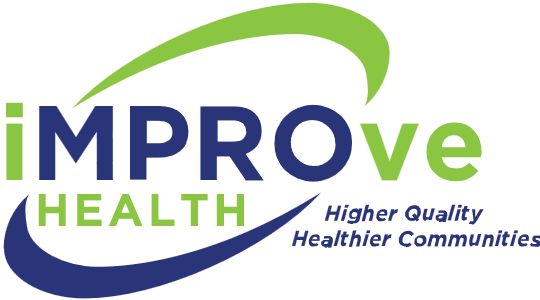 iMPROve
HEALTH
Higher Quality
Healthier Communities